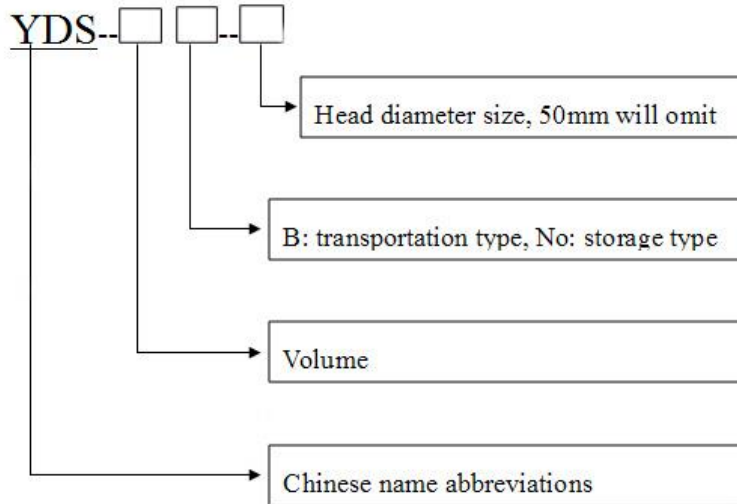 YDS--□ □--□
Head diameter size, 50mm will omit
B: transportation type, No: storage type
Volume
Chinese name abbreviations